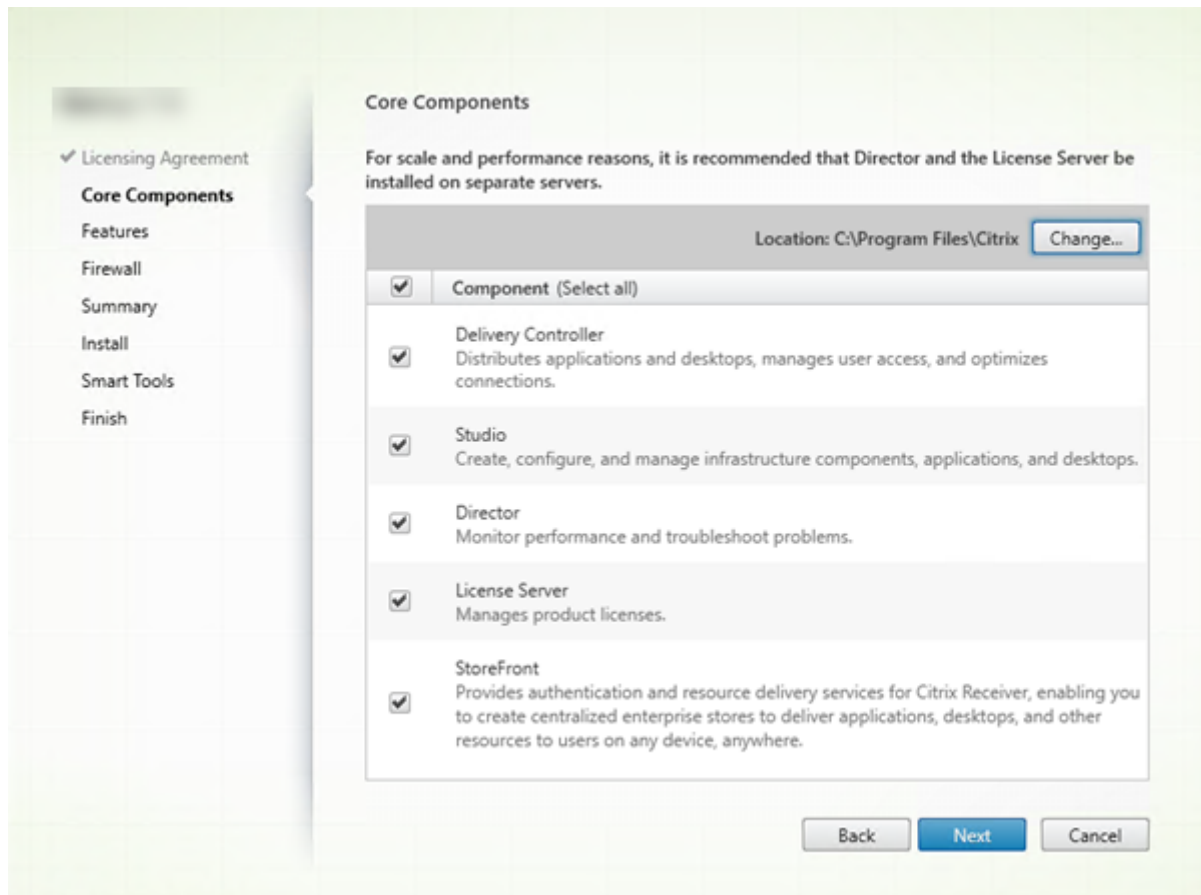 Licensing Agreement
Core Components
Features
Firewall
Summary
Install
Smart Tools
Finish
Core Components
For scale and performance reasons, it is recommended that Director and the License Server be
installed on separate servers.
Location: C:\Program Files\Citrix
Change...
Component (Select all)
Delivery Controller
Distributes applications and desktops, manages user access, and optimizes
connections.
Studio
Create, configure, and manage infrastructure components, applications, and desktops.
Director
Monitor performance and troubleshoot problems.
License Server
Manages product licenses.
StoreFront
Provides authentication and resource delivery services for Citrix Receiver, enabling you
to create centralized enterprise stores to deliver applications, desktops, and other
resources to users on any device, anywhere.
Back
Next
Cancel